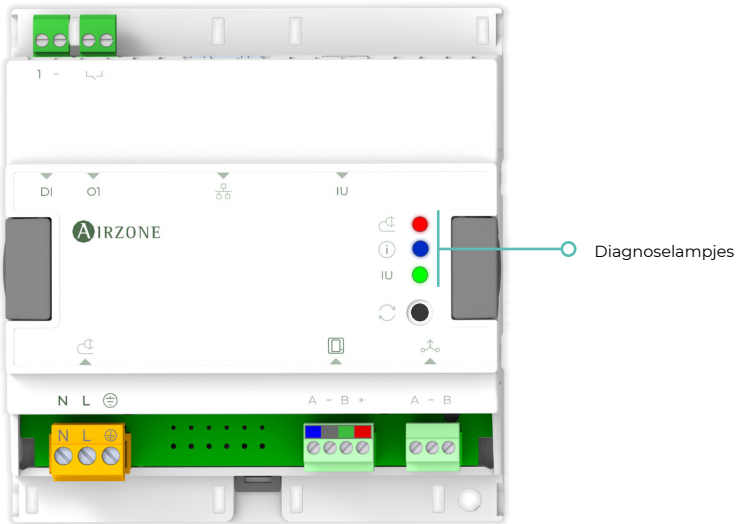 1 -
DI O1 IU
AIRZONE
i
IU
Diagnoselampjes
N L A - B + A - B
N L